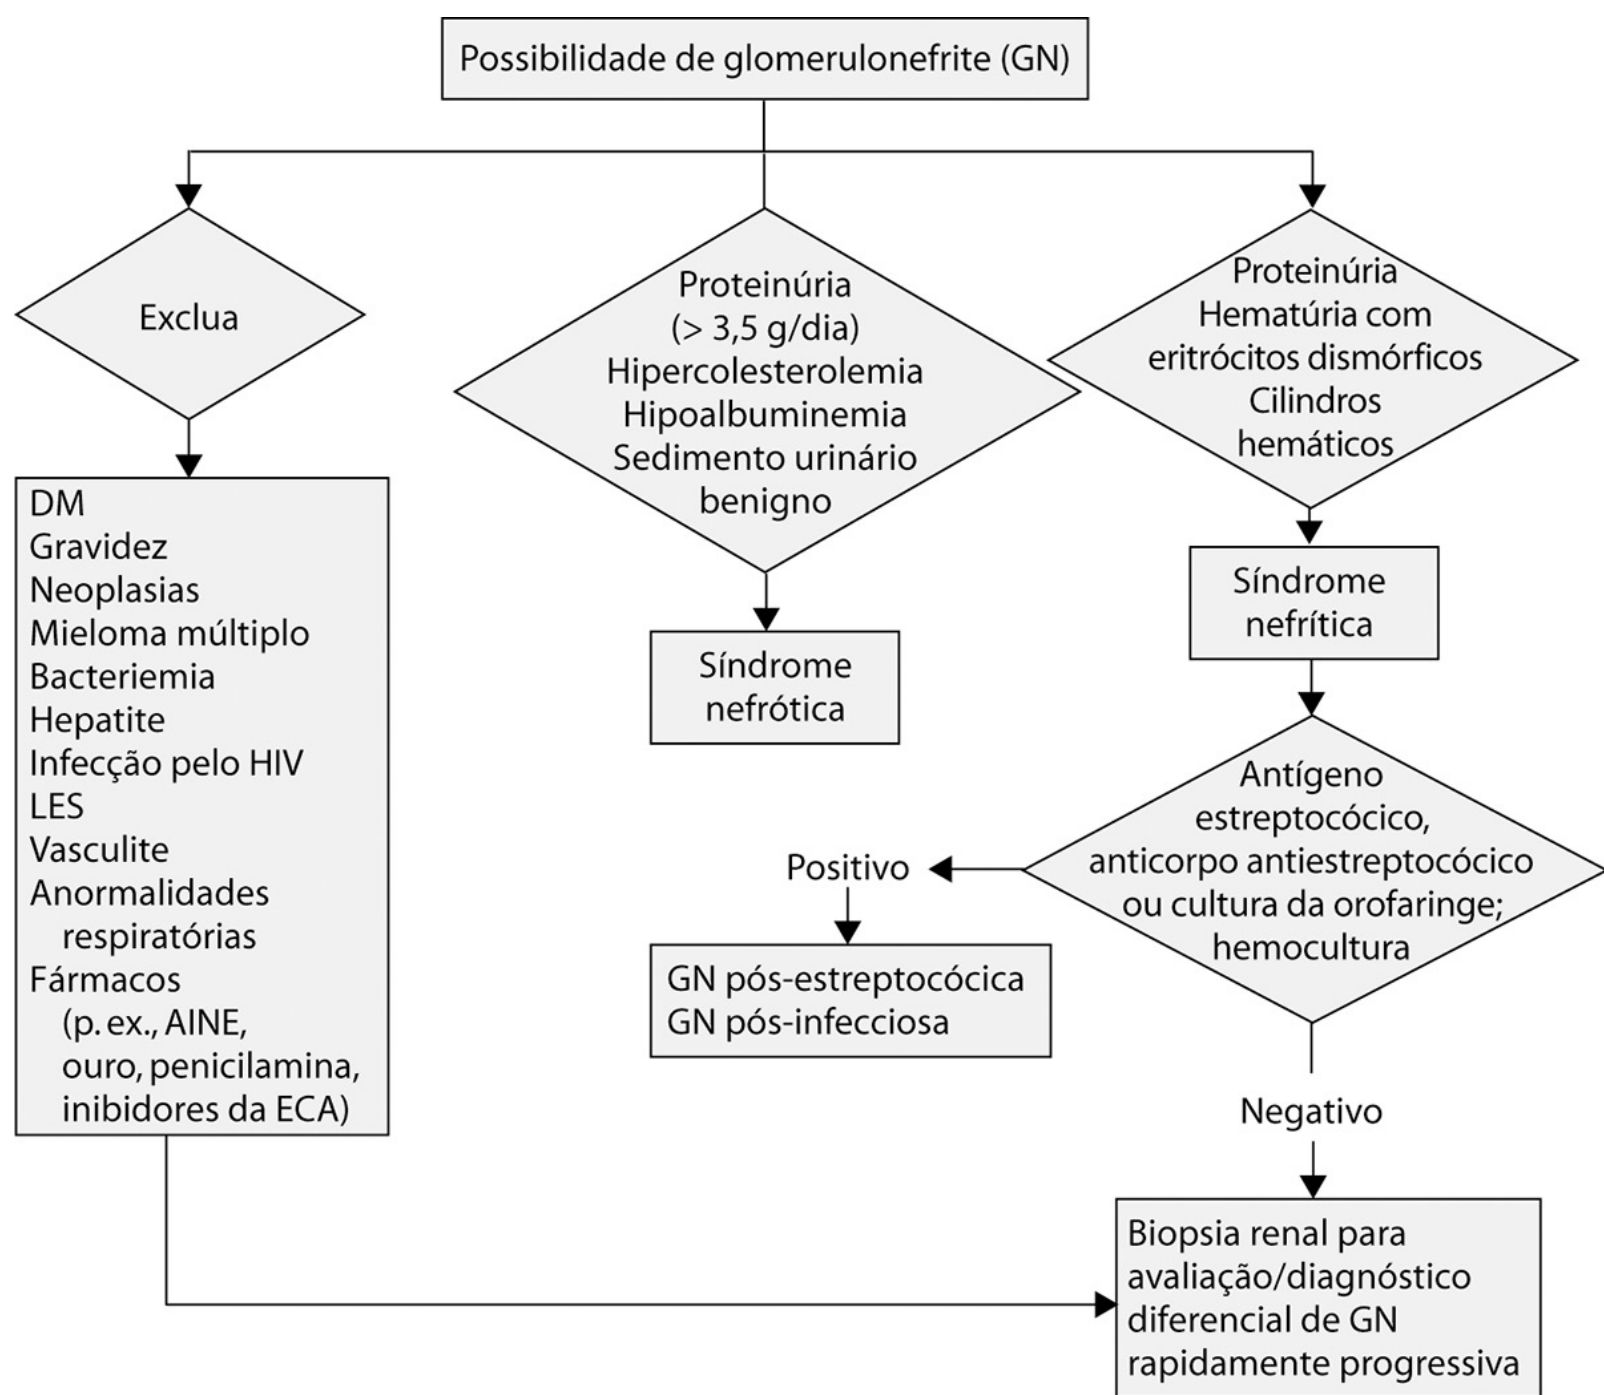 Possibilidade de glomerulonefrite (GN)
Exclua
DM
Gravidez
Neoplasias
Mieloma múltiplo
Bacteriemia
Hepatite
Infecção pelo HIV
LES
Vasculite
Anormalidades
respiratórias
Fármacos
(p. ex., AINE,
ouro, penicilamina,
inibidores da ECA)
Proteinúria
(> 3,5 g/dia)
Hipercolesterolemia
Hipoalbuminemia
Sedimento urinário
benigno
Síndrome
nefrótica
Proteinúria
Hematúria com
eritrócitos dismórficos
Cilindros
hemáticos
Síndrome
nefrítica
Antígeno
estreptocócico,
anticorpo antiestreptocócico
ou cultura da orofaringe;
hemocultura
Positivo
GN pós-estreptocócica
GN pós-infecciosa
Negativo
Biopsia renal para
avaliação/diagnóstico
diferencial de GN
rapidamente progressiva